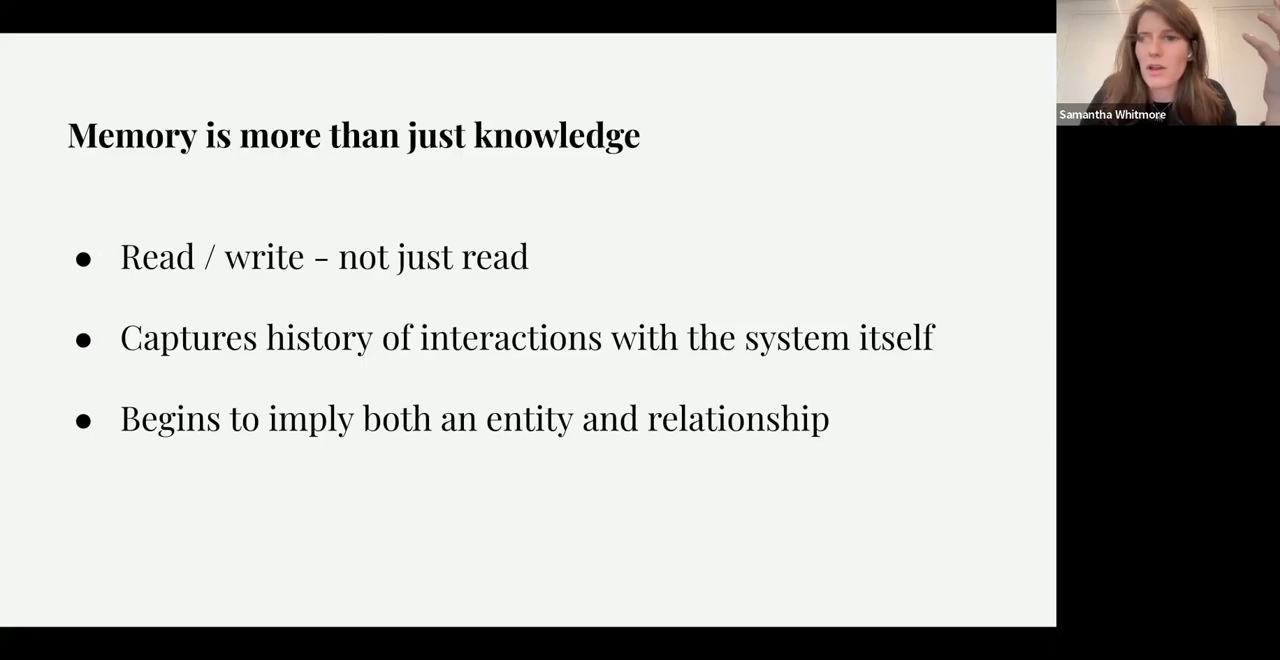 Memory is more than just knowledge
● Read / write - not just read
● Captures history of interactions with the system itself
● Begins to imply both an entity and relationship
Samantha Whitmore